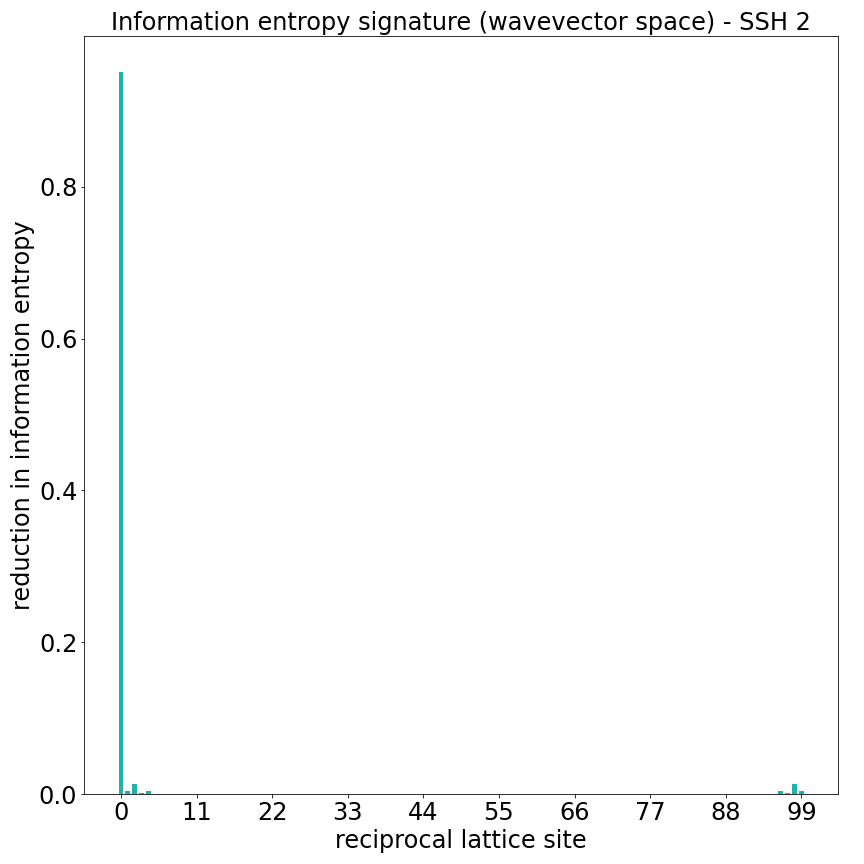 Information entropy signature (wavevector space) - SSH 2
reduction in information entropy
0.8
0.6
0.4
0.2
0.0
0 11 22 33 44 55 66 77 88 99
reciprocal lattice site